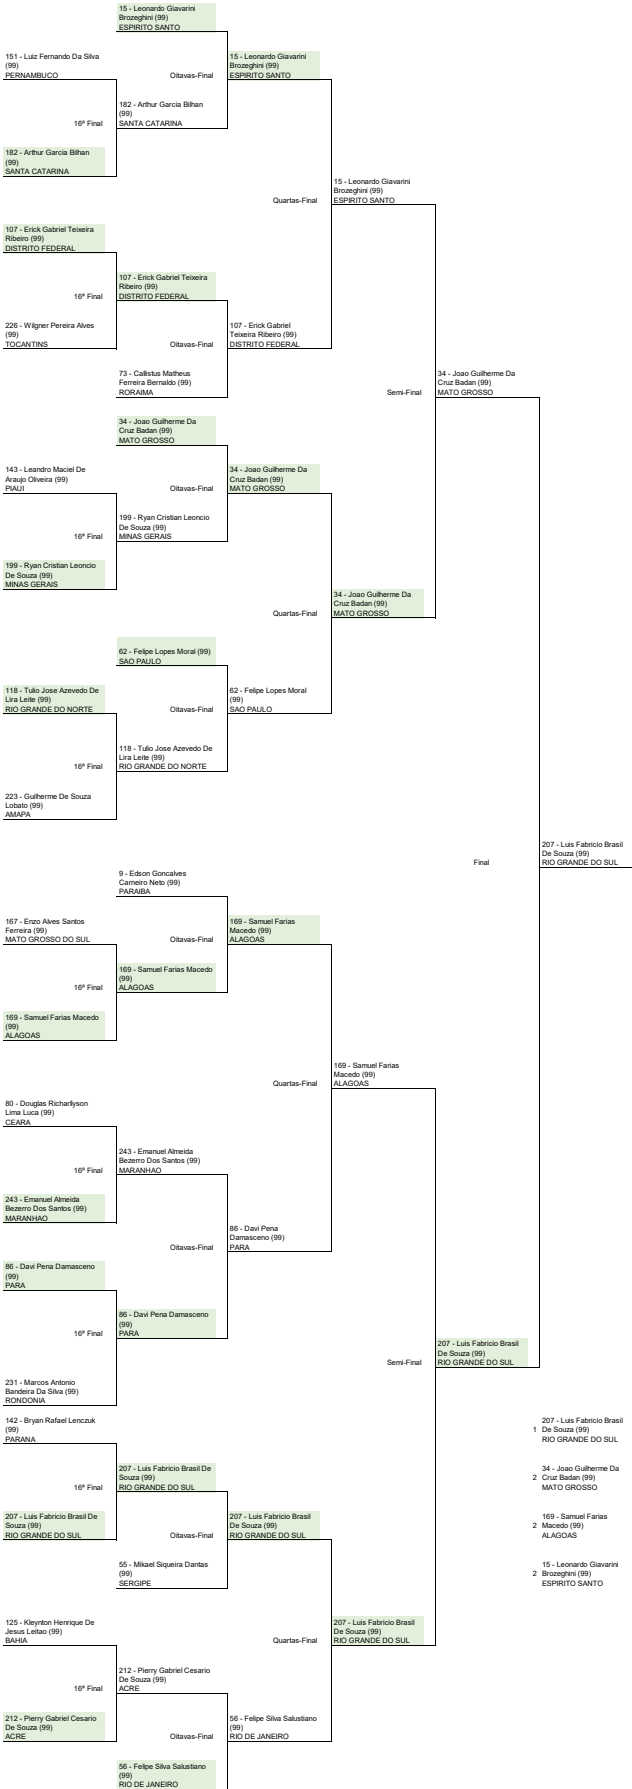 15 - Leonardo Giavarini
Brozeghini (99)
ESPIRITO SANTO
151 - Luiz Fernando Da Silva
(99)
PERNAMBUCO
Oitavas-Final
15 - Leonardo Giavarini
Brozeghini (99)
ESPIRITO SANTO
16ª Final
182 - Arthur Garcia Bilhan
(99)
SANTA CATARINA
182 - Arthur Garcia Bilhan
(99)
SANTA CATARINA
Quartas-Final
15 - Leonardo Giavarini
Brozeghini (99)
ESPIRITO SANTO
107 - Erick Gabriel Teixeira
Ribeiro (99)
DISTRITO FEDERAL
16ª Final
107 - Erick Gabriel Teixeira
Ribeiro (99)
DISTRITO FEDERAL
226 - Wilgner Pereira Alves
(99)
TOCANTINS
Oitavas-Final
107 - Erick Gabriel
Teixeira Ribeiro (99)
DISTRITO FEDERAL
73 - Callistus Matheus
Ferreira Bernaldo (99)
RORAIMA
Semi-Final
34 - Joao Guilherme Da
Cruz Badan (99)
MATO GROSSO
34 - Joao Guilherme Da
Cruz Badan (99)
MATO GROSSO
143 - Leandro Maciel De
Araujo Oliveira (99)
PIAUI
Oitavas-Final
34 - Joao Guilherme Da
Cruz Badan (99)
MATO GROSSO
16ª Final
199 - Ryan Cristian Leoncio
De Souza (99)
MINAS GERAIS
199 - Ryan Cristian Leoncio
De Souza (99)
MINAS GERAIS
Quartas-Final
34 - Joao Guilherme Da
Cruz Badan (99)
MATO GROSSO
62 - Felipe Lopes Moral (99)
SAO PAULO
118 - Tulio Jose Azevedo De
Lira Leite (99)
RIO GRANDE DO NORTE
Oitavas-Final
62 - Felipe Lopes Moral
(99)
SAO PAULO
16ª Final
118 - Tulio Jose Azevedo De
Lira Leite (99)
RIO GRANDE DO NORTE
223 - Guilherme De Souza
Lobato (99)
AMAPA
Final
207 - Luis Fabricio Brasil
De Souza (99)
RIO GRANDE DO SUL
9 - Edson Goncalves
Carneiro Neto (99)
PARAIBA
167 - Enzo Alves Santos
Ferreira (99)
MATO GROSSO DO SUL
Oitavas-Final
169 - Samuel Farias
Macedo (99)
ALAGOAS
16ª Final
169 - Samuel Farias Macedo
(99)
ALAGOAS
169 - Samuel Farias Macedo
(99)
ALAGOAS
Quartas-Final
169 - Samuel Farias
Macedo (99)
ALAGOAS
80 - Douglas Richarllyson
Lima Luca (99)
CEARA
16ª Final
243 - Emanuel Almeida
Bezerro Dos Santos (99)
MARANHAO
243 - Emanuel Almeida
Bezerro Dos Santos (99)
MARANHAO
Oitavas-Final
86 - Davi Pena
Damasceno (99)
PARA
86 - Davi Pena Damasceno
(99)
PARA
16ª Final
86 - Davi Pena Damasceno
(99)
PARA
231 - Marcos Antonio
Bandeira Da Silva (99)
RONDONIA
Semi-Final
207 - Luis Fabricio Brasil
De Souza (99)
RIO GRANDE DO SUL
142 - Bryan Rafael Lenczuk
(99)
PARANA
207 - Luis Fabricio Brasil
1 De Souza (99)
RIO GRANDE DO SUL
16ª Final
207 - Luis Fabricio Brasil De
Souza (99)
RIO GRANDE DO SUL
34 - Joao Guilherme Da
2 Cruz Badan (99)
MATO GROSSO
207 - Luis Fabricio Brasil De
Souza (99)
RIO GRANDE DO SUL
Oitavas-Final
207 - Luis Fabricio Brasil
De Souza (99)
RIO GRANDE DO SUL
169 - Samuel Farias
2 Macedo (99)
ALAGOAS
55 - Mikael Siqueira Dantas
(99)
SERGIPE
15 - Leonardo Giavarini
2 Brozeghini (99)
ESPIRITO SANTO
125 - Kleynton Henrique De
Jesus Leitao (99)
BAHIA
Quartas-Final
207 - Luis Fabricio Brasil
De Souza (99)
RIO GRANDE DO SUL
16ª Final
212 - Pierry Gabriel Cesario
De Souza (99)
ACRE
212 - Pierry Gabriel Cesario
De Souza (99)
ACRE
Oitavas-Final
56 - Felipe Silva Salustiano
(99)
RIO DE JANEIRO
56 - Felipe Silva Salustiano
(99)
RIO DE JANEIRO